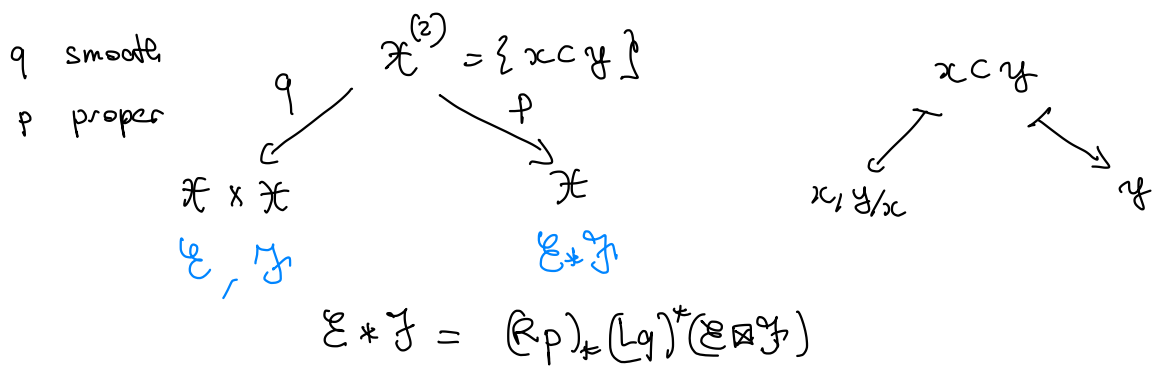 q smooth
p proper
𝒳^{(2)} = { x ⊂ y }
q
p
𝒳 × 𝒳
𝒳
ℰ, ℱ
ℰ * ℱ
x ⊂ y
x, y/x
y
ℰ * ℱ = (Rp)_* (Lq)^* (ℰ ⊠ ℱ)